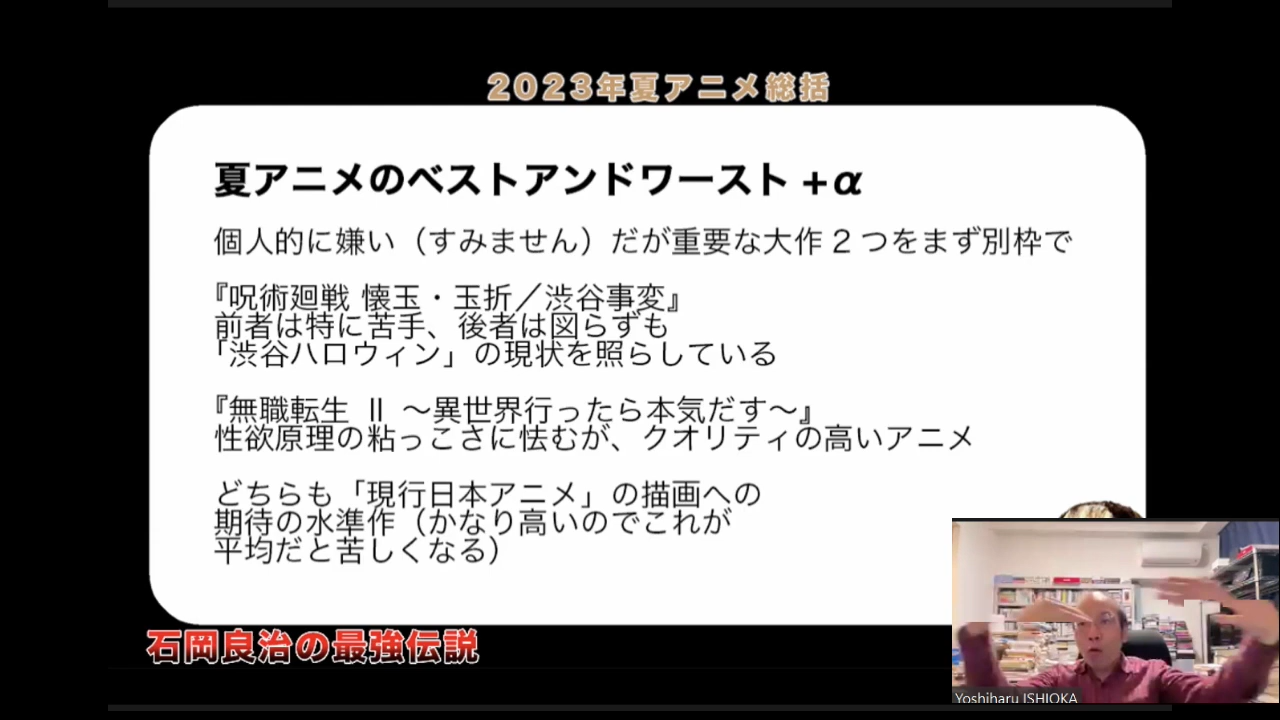 2023年夏アニメ総括
夏アニメのベストアンドワースト +α
個人的に嫌い（すみません）だが重要な大作 2 つをまず別枠で
『呪術廻戦 懐玉・玉折／渋谷事変』
前者は特に苦手、後者は図らずも
「渋谷ハロウィン」の現状を照らしている
『無職転生 Ⅱ ～異世界行ったら本気だす～』
性欲原理の粘っこさに怯むが、クオリティの高いアニメ
どちらも「現行日本アニメ」の描画への
期待の水準作（かなり高いのでこれが
平均だと苦しくなる）
石岡良治の最強伝説
Yoshiharu ISHIOKA